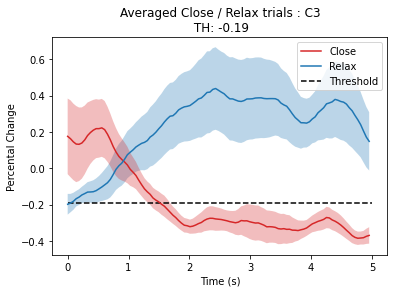 Averaged Close / Relax trials : C3
TH: -0.19
Close
Relax
Threshold
Percental Change
0.6
0.4
0.2
0.0
−0.2
−0.4
0
1
2
3
4
5
Time (s)